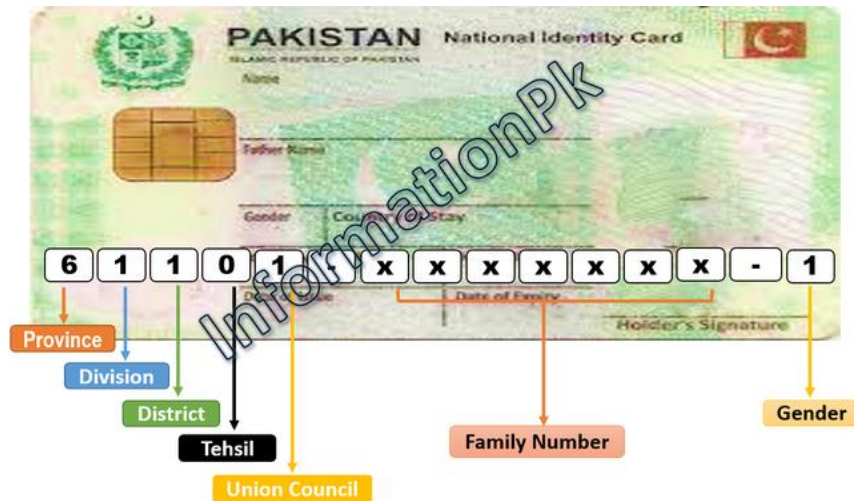 PAKISTAN National Identity Card
ISLAMIC REPUBLIC OF PAKISTAN
Name
Father Name
Gender Country of Stay
6 1 1 0 1 - x x x x x x x - 1
Date of Expiry
Holder's Signature
InformationPk
Province
Division
District
Tehsil
Union Council
Family Number
Gender